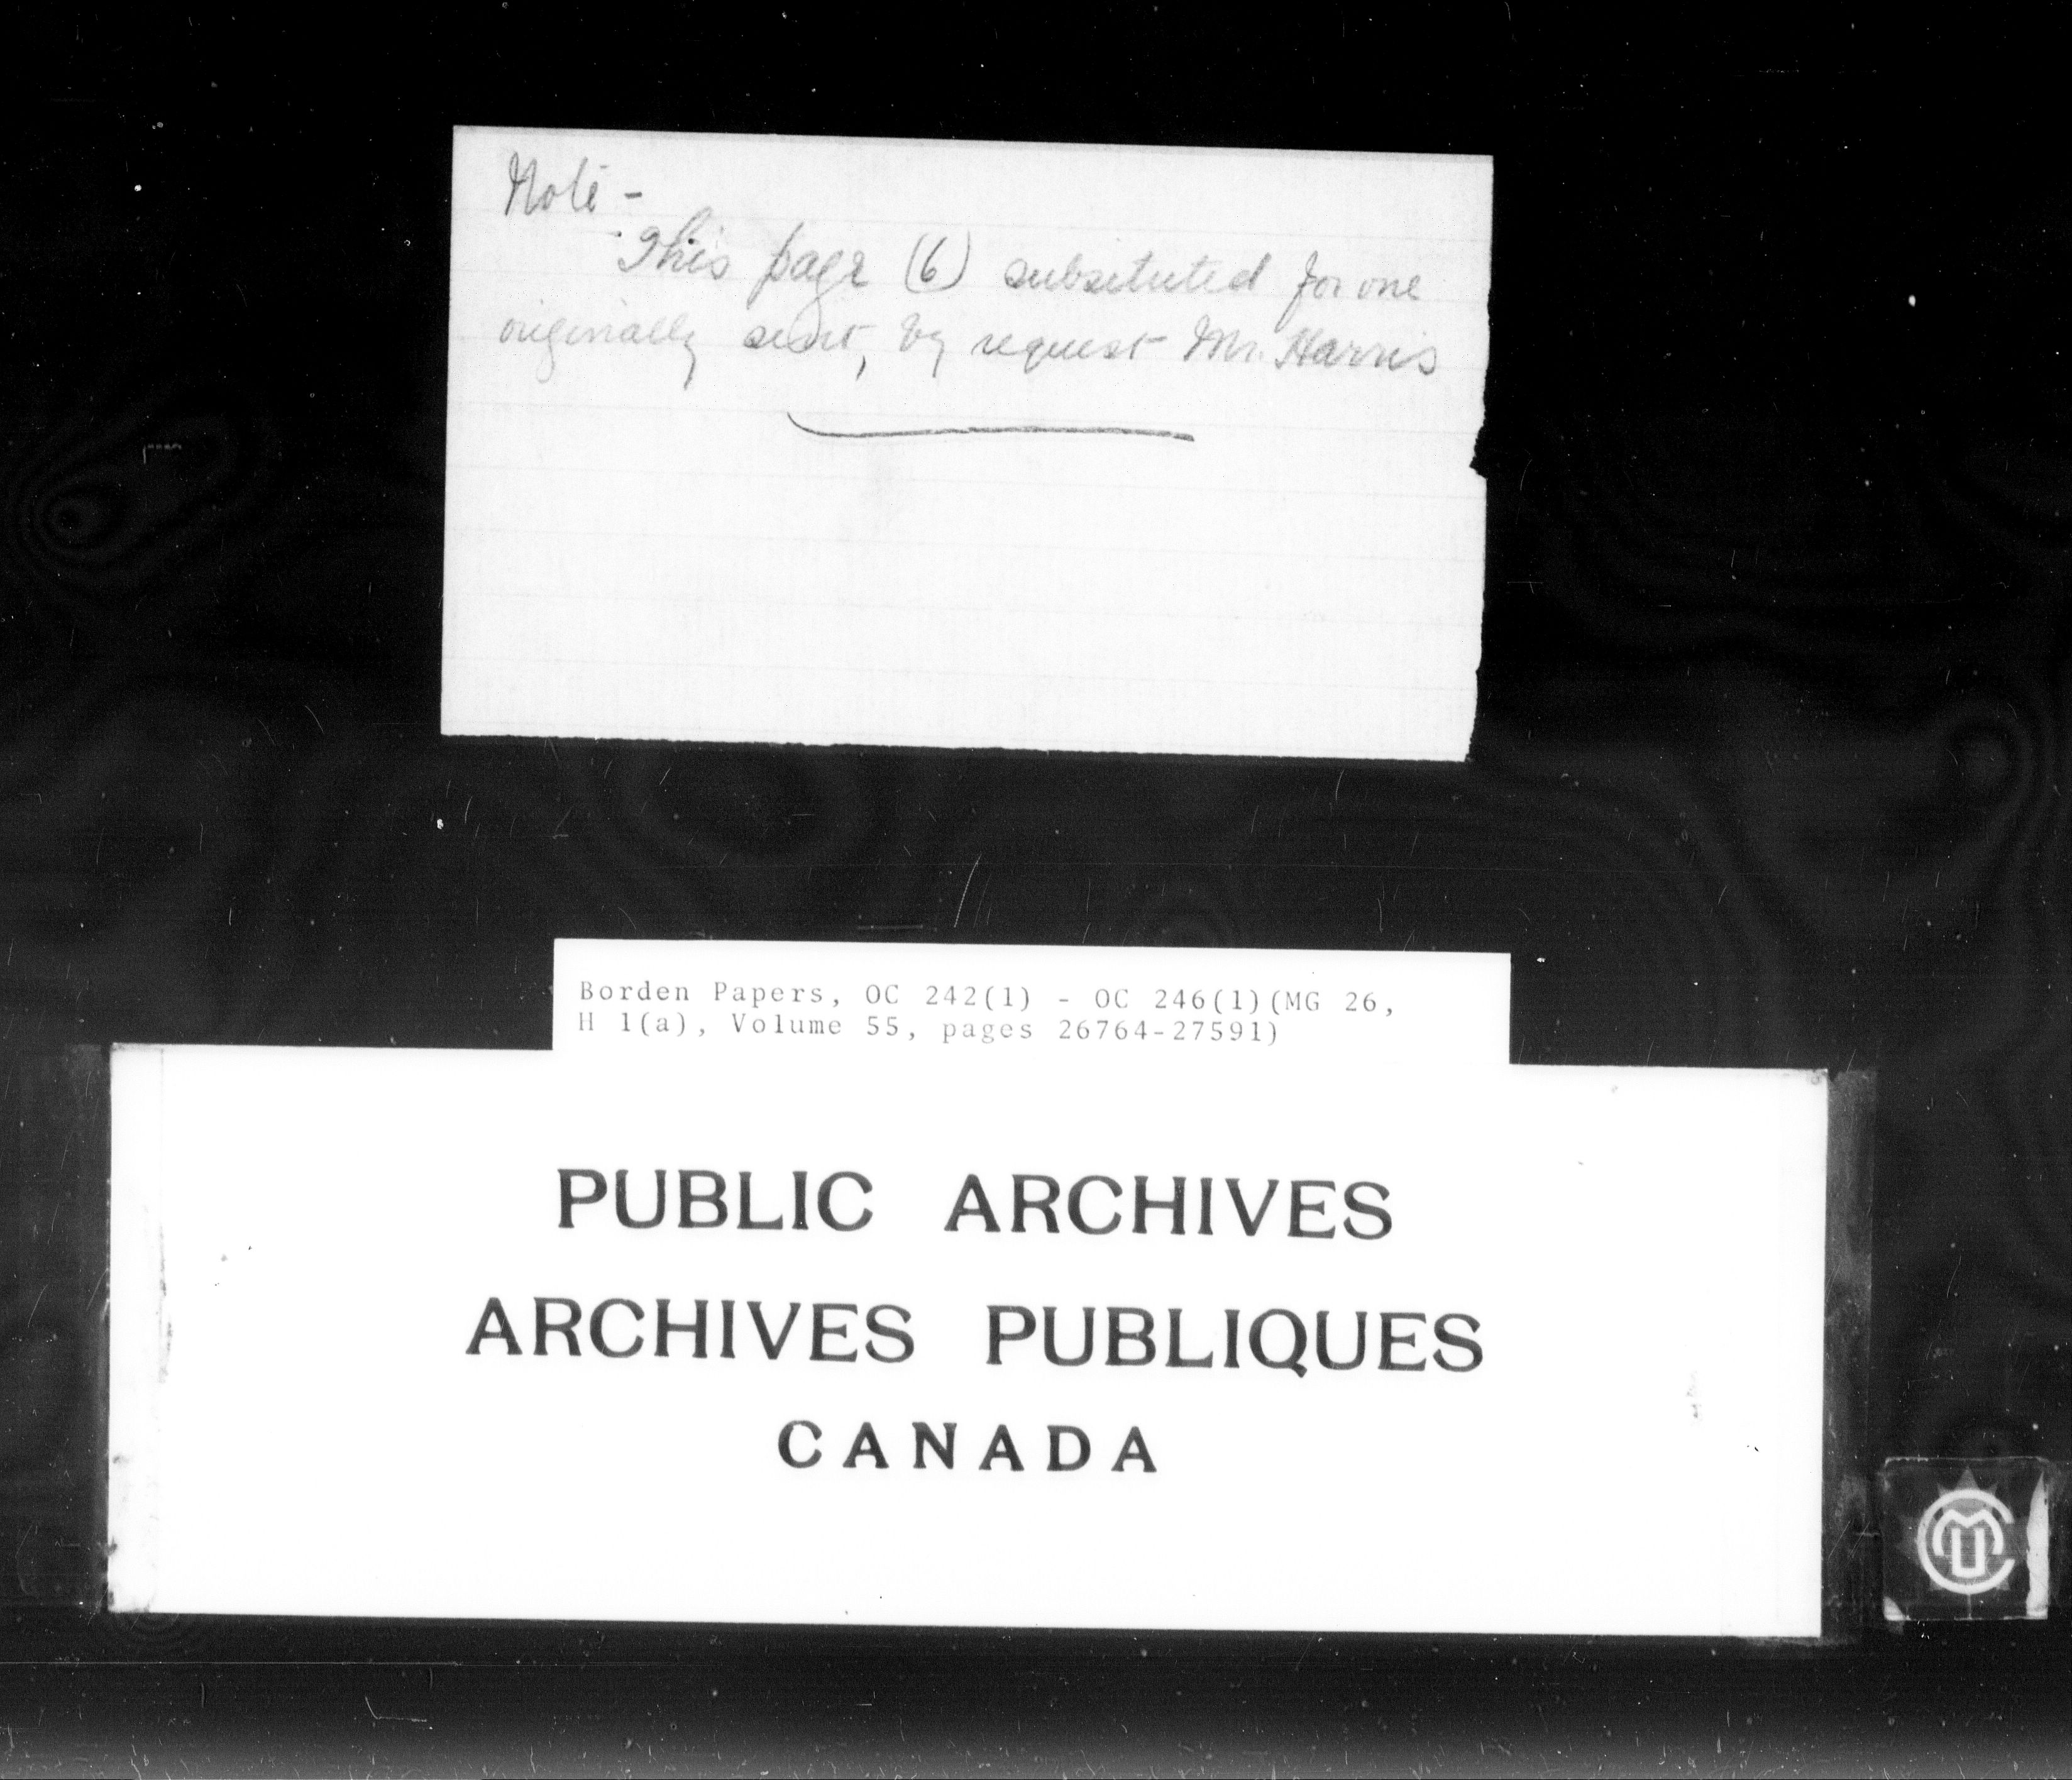 Note -
This page (6) subsituted for one
originally sent, by request Mr. Harris
Borden Papers, OC 242(1) - OC 246(1)(MG 26,
H 1(a), Volume 55, pages 26764-27591)
PUBLIC ARCHIVES
ARCHIVES PUBLIQUES
CANADA